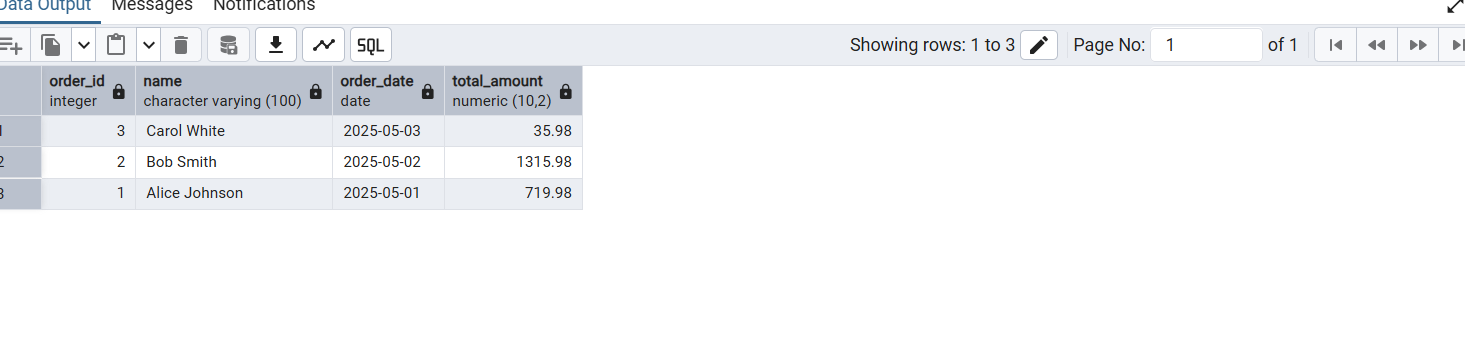 Data Output Messages Notifications
SQL Showing rows: 1 to 3 Page No: 1 of 1
order_id name order_date total_amount
integer character varying (100) date numeric (10,2)
1 3 Carol White 2025-05-03 35.98
2 2 Bob Smith 2025-05-02 1315.98
3 1 Alice Johnson 2025-05-01 719.98